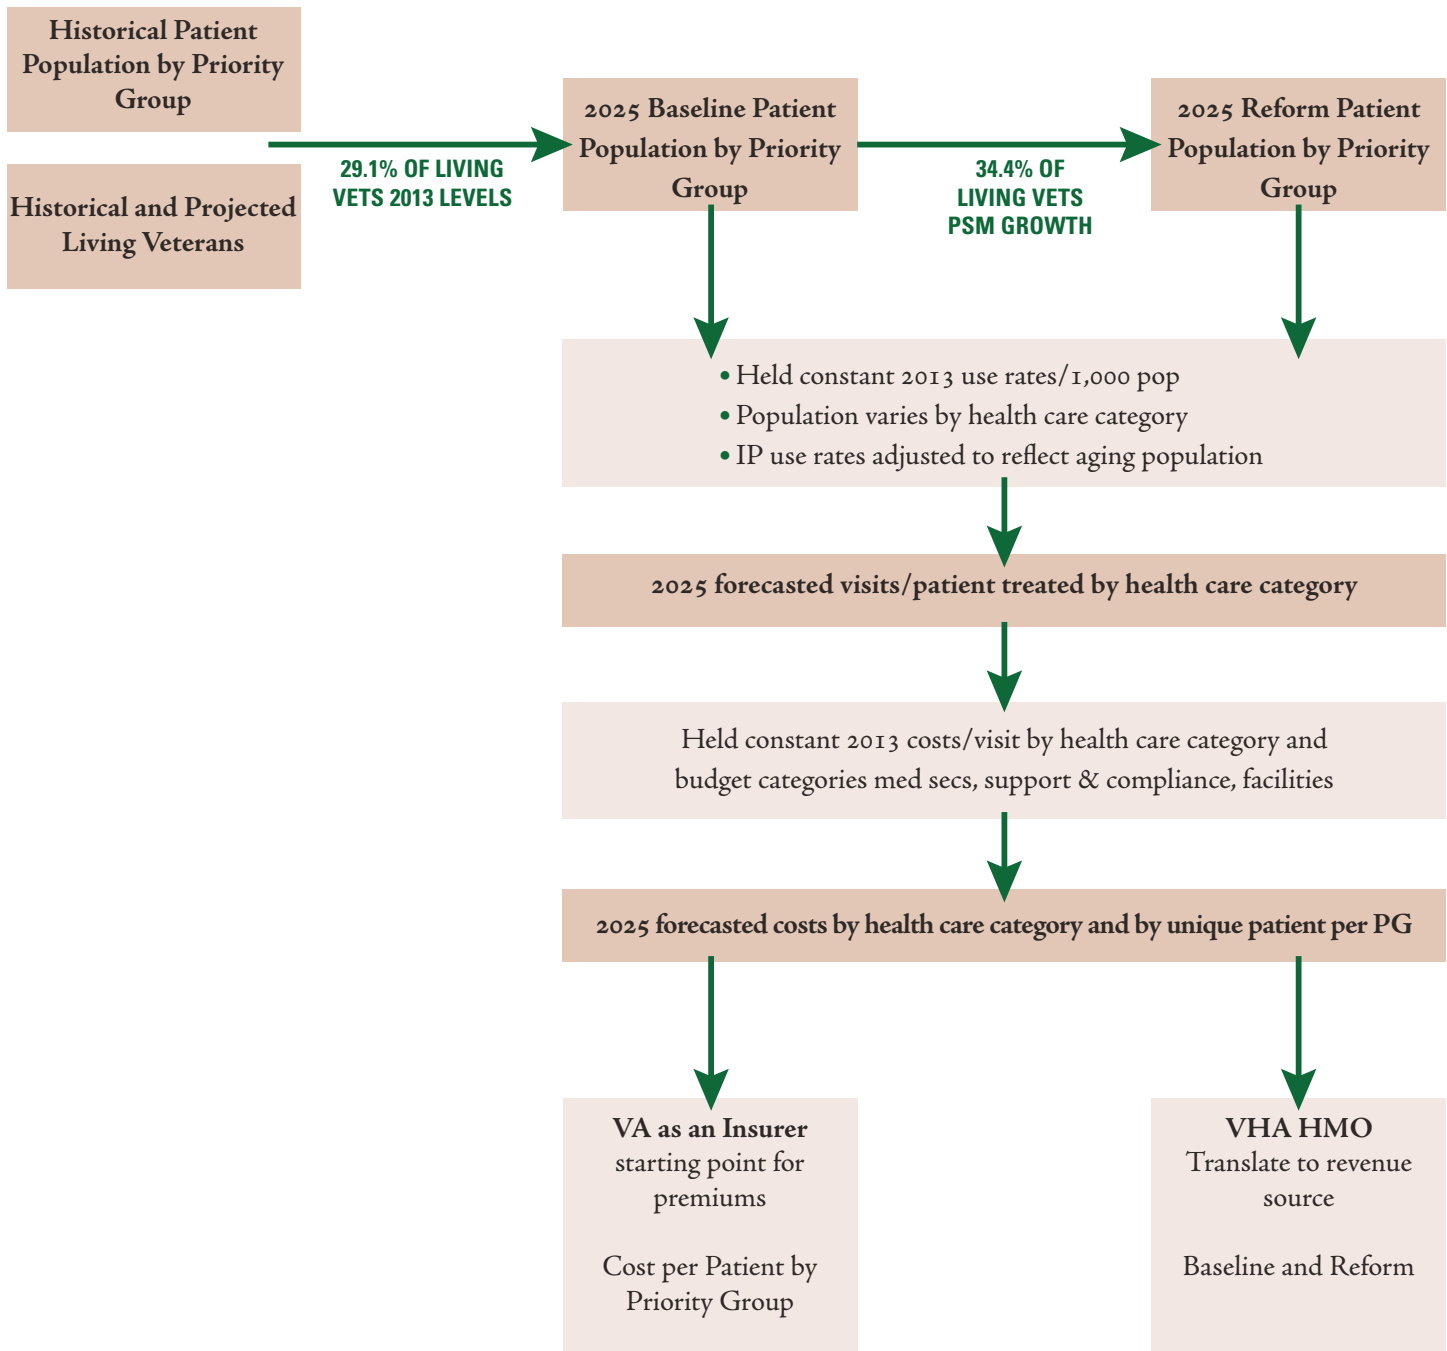 Historical Patient
Population by Priority
Group
Historical and Projected
Living Veterans
29.1% OF LIVING
VETS 2013 LEVELS
2025 Baseline Patient
Population by Priority
Group
34.4% OF
LIVING VETS
PSM GROWTH
2025 Reform Patient
Population by Priority
Group
• Held constant 2013 use rates/1,000 pop
• Population varies by health care category
• IP use rates adjusted to reflect aging population
2025 forecasted visits/patient treated by health care category
Held constant 2013 costs/visit by health care category and
budget categories med secs, support & compliance, facilities
2025 forecasted costs by health care category and by unique patient per PG
VA as an Insurer
starting point for
premiums
Cost per Patient by
Priority Group
VHA HMO
Translate to revenue
source
Baseline and Reform